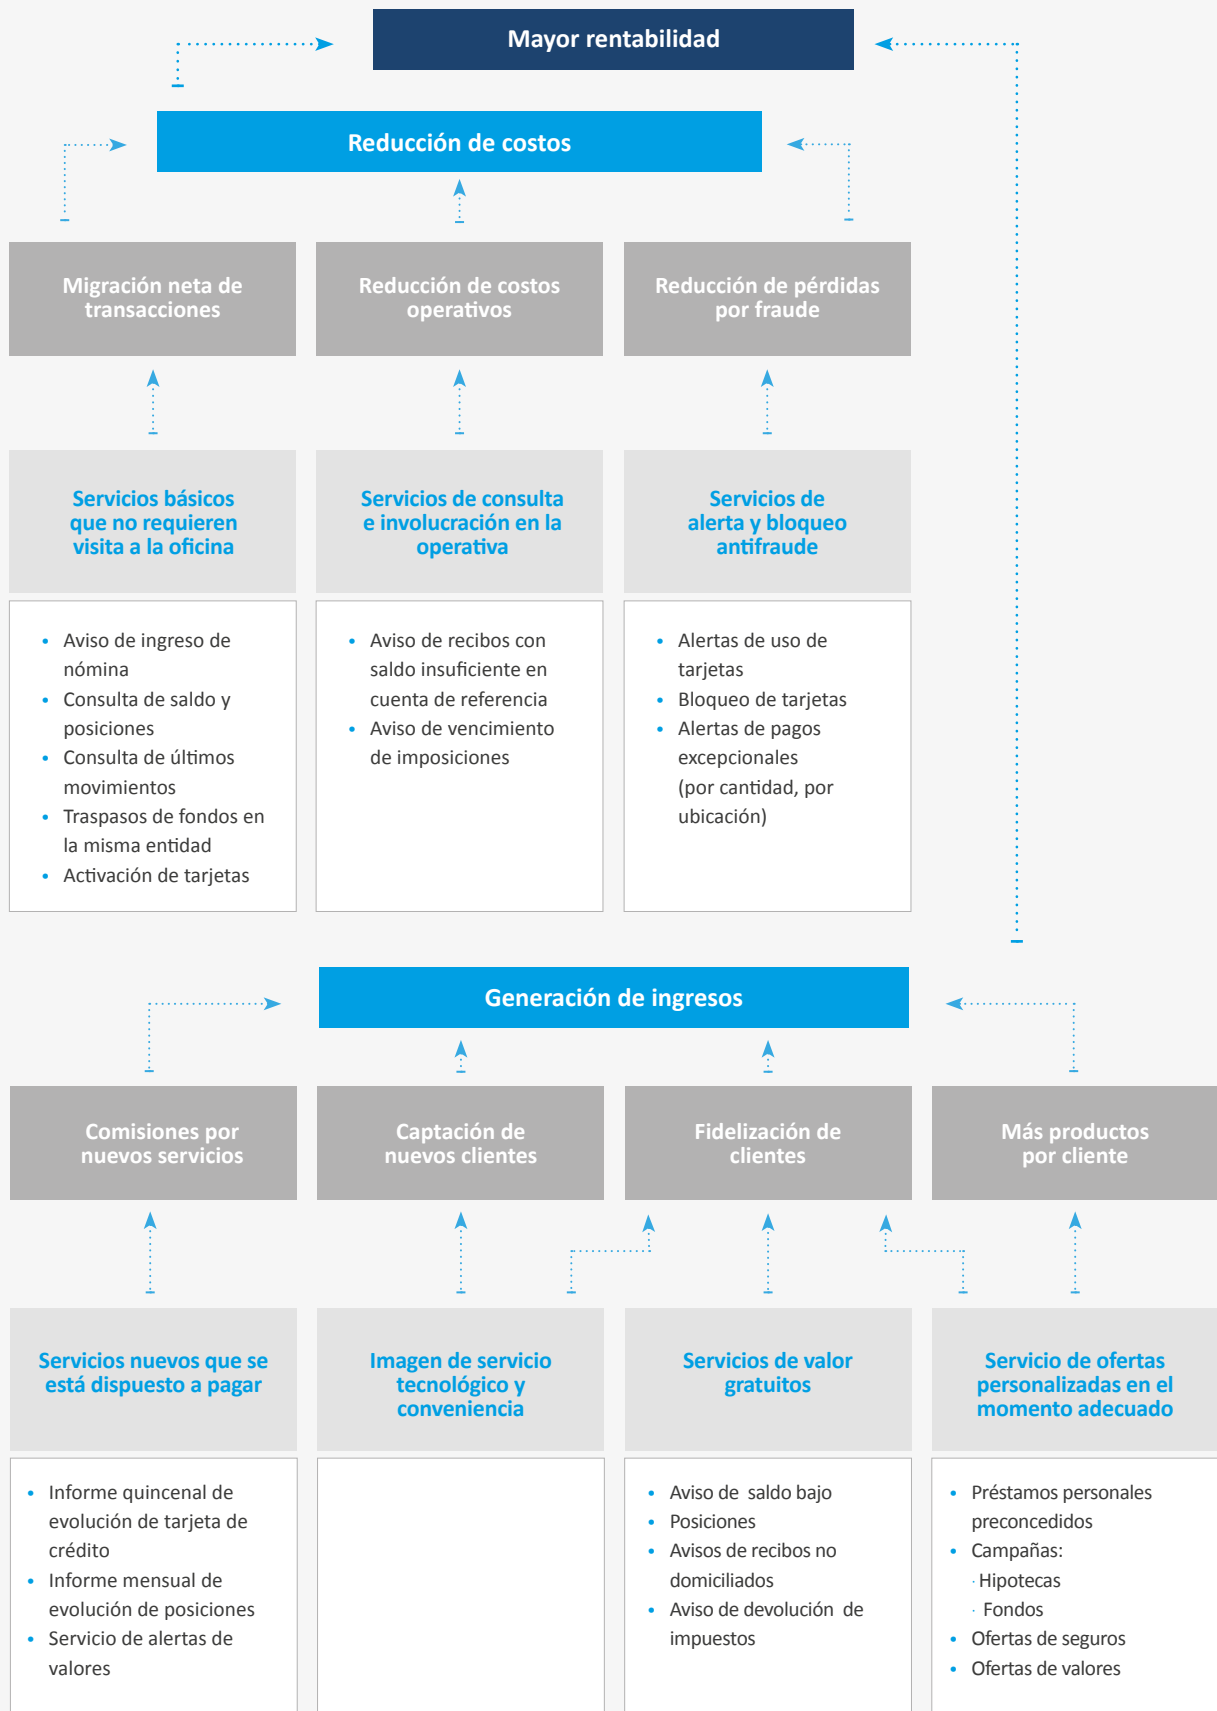 Mayor rentabilidad
Reducción de costos
Migración neta de
transacciones
Reducción de costos
operativos
Reducción de pérdidas
por fraude
Servicios básicos
que no requieren
visita a la oficina
Servicios de consulta
e involucración en la
operativa
Servicios de
alerta y bloqueo
antifraude
• Aviso de ingreso de
nómina
• Consulta de saldo y
posiciones
• Consulta de últimos
movimientos
• Traspasos de fondos en
la misma entidad
• Activación de tarjetas
• Aviso de recibos con
saldo insuficiente en
cuenta de referencia
• Aviso de vencimiento
de imposiciones
• Alertas de uso de
tarjetas
• Bloqueo de tarjetas
• Alertas de pagos
excepcionales
(por cantidad, por
ubicación)
Generación de ingresos
Comisiones por
nuevos servicios
Captación de
nuevos clientes
Fidelización de
clientes
Más productos
por cliente
Servicios nuevos que se
está dispuesto a pagar
Imagen de servicio
tecnológico y
conveniencia
Servicios de valor
gratuitos
Servicio de ofertas
personalizadas en el
momento adecuado
• Informe quincenal de
evolución de tarjeta de
crédito
• Informe mensual de
evolución de posiciones
• Servicio de alertas de
valores
• Aviso de saldo bajo
• Posiciones
• Avisos de recibos no
domiciliados
• Aviso de devolución de
impuestos
• Préstamos personales
preconcedidos
• Campañas:
· Hipotecas
· Fondos
• Ofertas de seguros
• Ofertas de valores